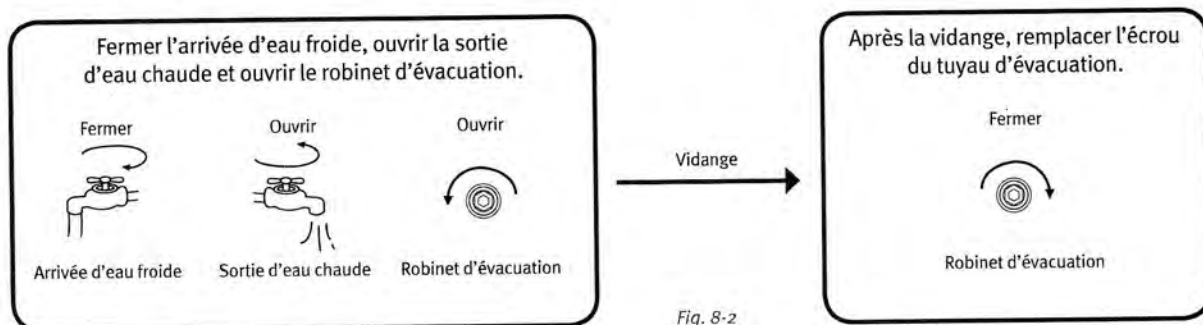 Fermer l'arrivée d'eau froide, ouvrir la sortie
d'eau chaude et ouvrir le robinet d'évacuation.
Fermer
Ouvrir
Ouvrir
Arrivée d'eau froide
Sortie d'eau chaude
Robinet d'évacuation
Vidange
Après la vidange, remplacer l'écrou
du tuyau d'évacuation.
Fermer
Robinet d'évacuation
Fig. 8-2